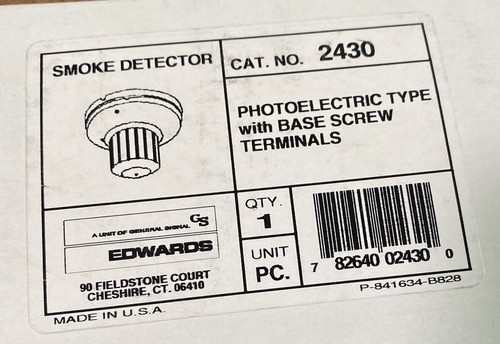 SMOKE DETECTOR
CAT. NO. 2430
PHOTOELECTRIC TYPE
with BASE SCREW
TERMINALS
GS
A UNIT OF GENERAL SIGNAL
EDWARDS
90 FIELDSTONE COURT
CHESHIRE, CT. 06410
QTY.
1
UNIT
PC.
7 82640 02430 0
P-841634-B828
MADE IN U.S.A.